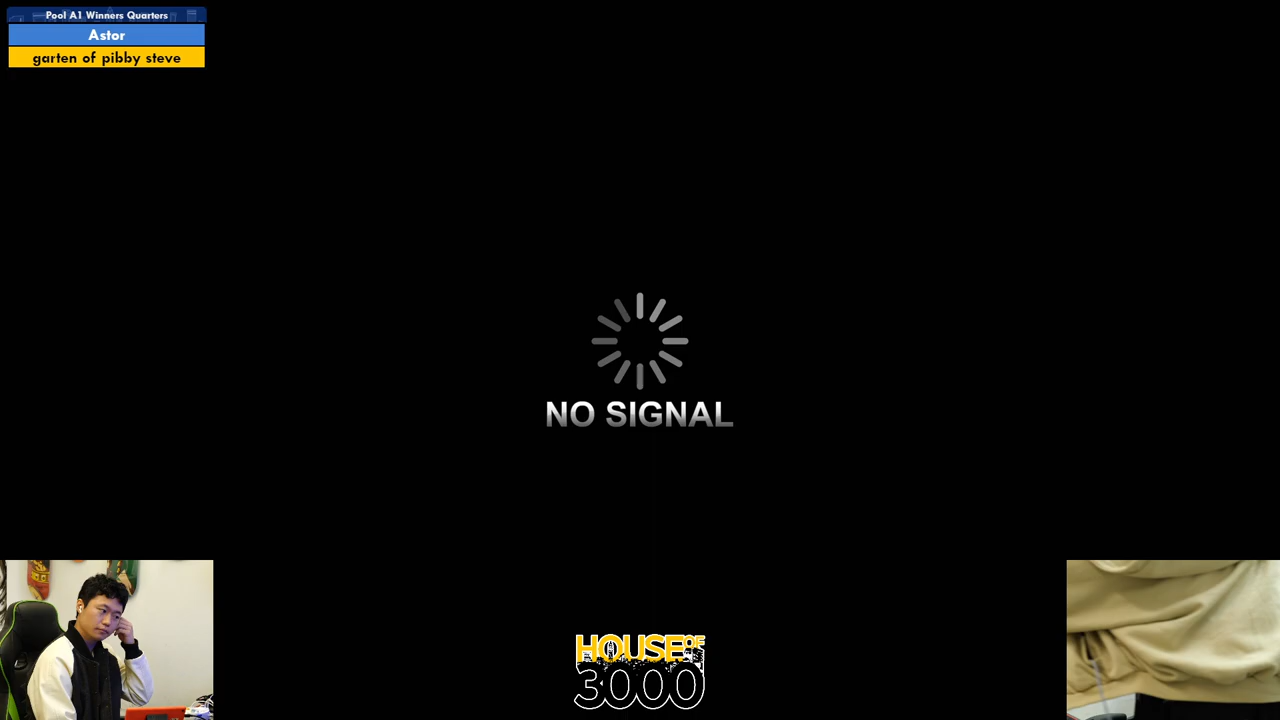 Pool A1 Winners Quarters
Astor
garten of pibby steve
NO SIGNAL
HOUSE OF
3000